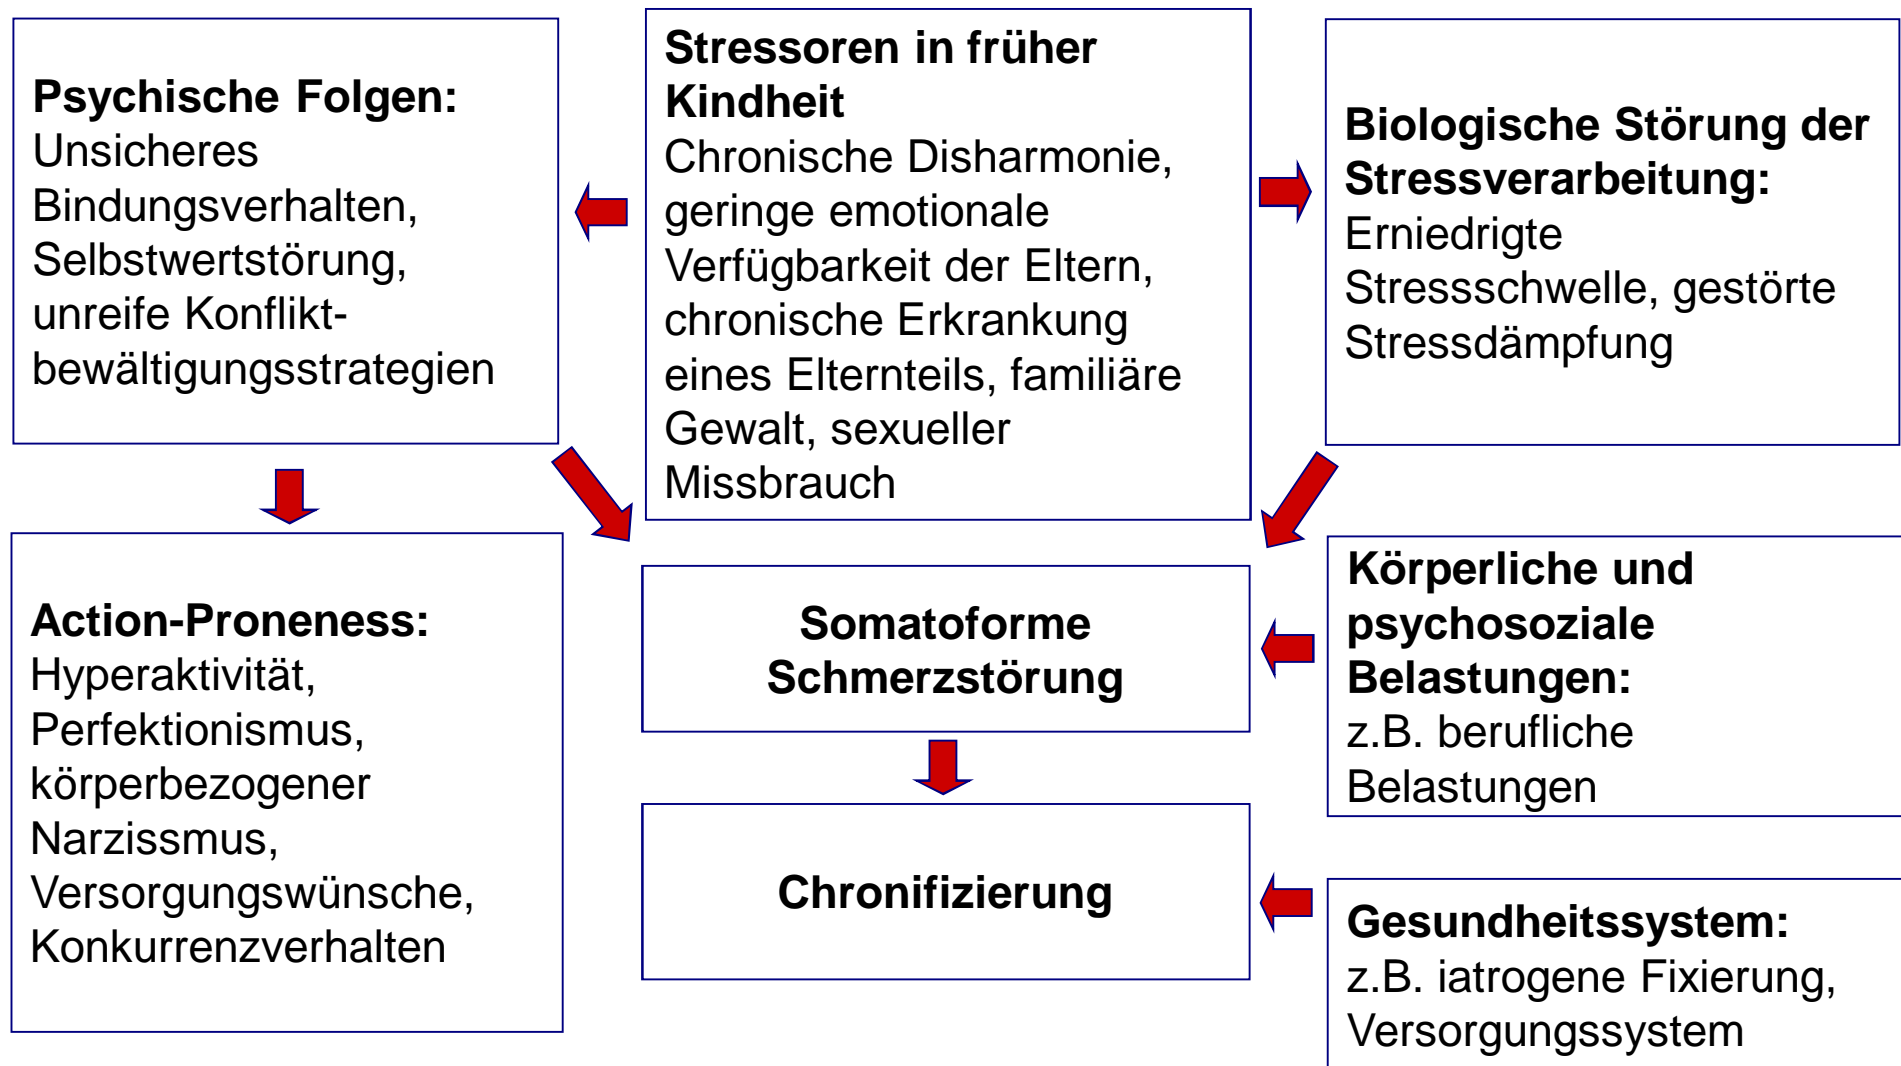 Psychische Folgen:
Unsicheres
Bindungsverhalten,
Selbstwertstörung,
unreife Konflikt-
bewältigungsstrategien
Stressoren in früher
Kindheit
Chronische Disharmonie,
geringe emotionale
Verfügbarkeit der Eltern,
chronische Erkrankung
eines Elternteils, familiäre
Gewalt, sexueller
Missbrauch
Biologische Störung der
Stressverarbeitung:
Erniedrigte
Stressschwelle, gestörte
Stressdämpfung
Action-Proneness:
Hyperaktivität,
Perfektionismus,
körperbezogener
Narzissmus,
Versorgungswünsche,
Konkurrenzverhalten
Somatoforme
Schmerzstörung
Körperliche und
psychosoziale
Belastungen:
z.B. berufliche
Belastungen
Chronifizierung
Gesundheitssystem:
z.B. iatrogene Fixierung,
Versorgungssystem